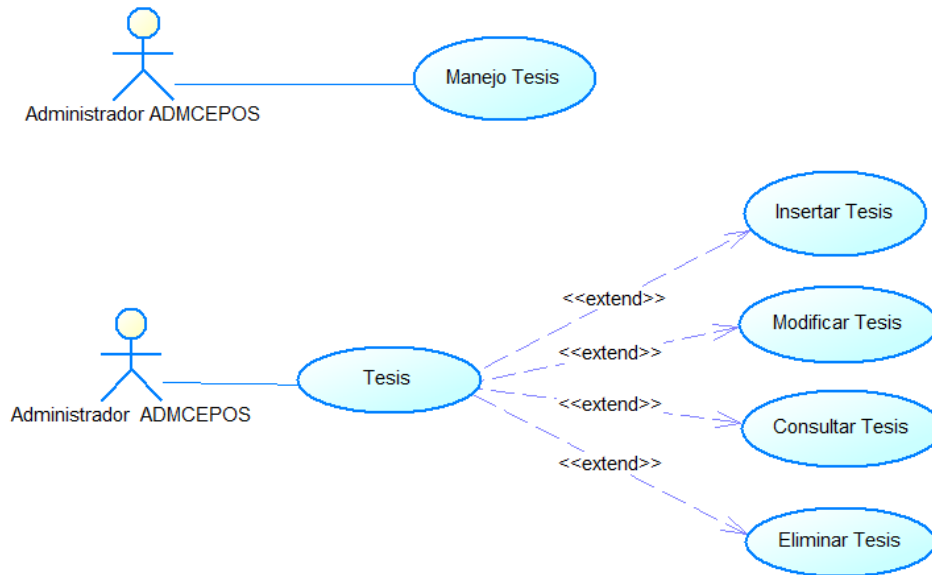 Manejo Tesis
Administrador ADMCEPOS
Insertar Tesis
<<extend>>
Modificar Tesis
<<extend>>
Tesis
<<extend>>
Administrador ADMCEPOS
Consultar Tesis
<<extend>>
Eliminar Tesis